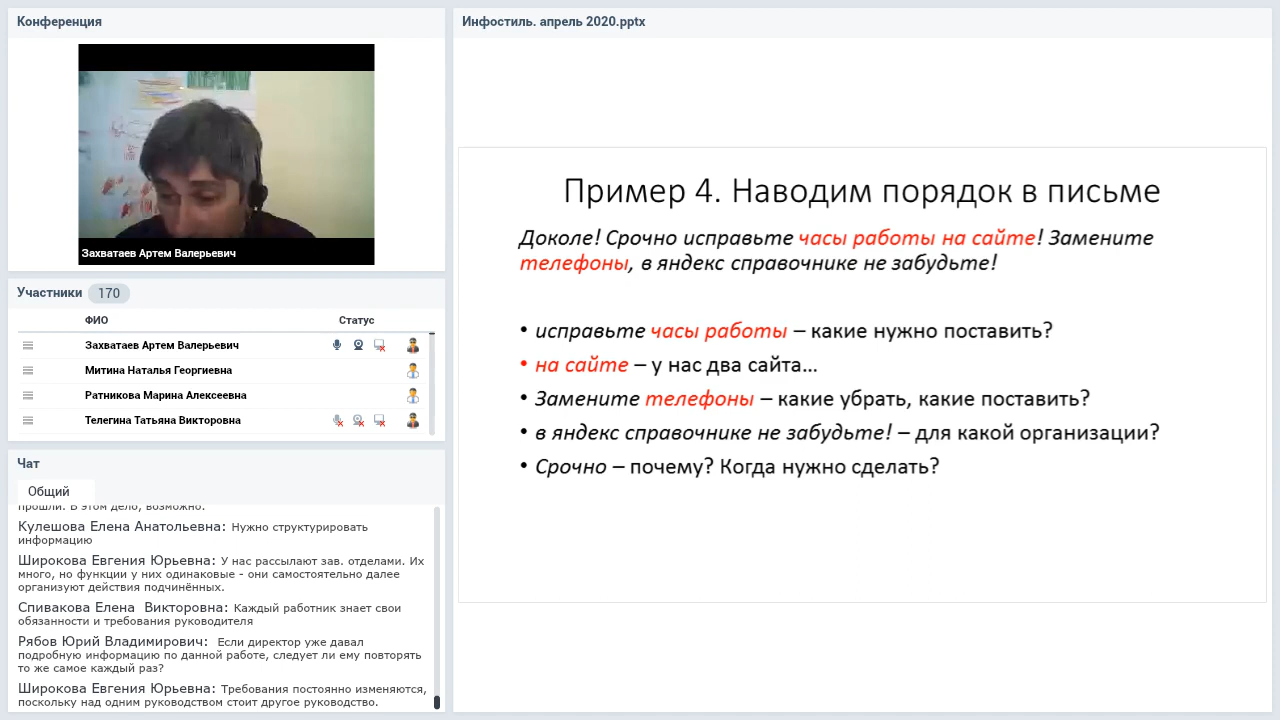 Конференция
Захватаев Артем Валерьевич
Участники 170
ФИО Статус
Захватаев Артем Валерьевич
Митина Наталья Георгиевна
Ратникова Марина Алексеевна
Телегина Татьяна Викторовна
Чат
Общий
прошли. В этом дело, возможно.
Кулешова Елена Анатольевна: Нужно структурировать
информацию
Широкова Евгения Юрьевна: У нас рассылают зав. отделами. Их
много, но функции у них одинаковые - они самостоятельно далее
организуют действия подчинённых.
Спивакова Елена Викторовна: Каждый работник знает свои
обязанности и требования руководителя
Рябов Юрий Владимирович: Если директор уже давал
подробную информацию по данной работе, следует ли ему повторять
то же самое каждый раз?
Широкова Евгения Юрьевна: Требования постоянно изменяются,
поскольку над одним руководством стоит другое руководство.
Инфостиль. апрель 2020.pptx
Пример 4. Наводим порядок в письме
Доколе! Срочно исправьте часы работы на сайте! Замените
телефоны, в яндекс справочнике не забудьте!
• исправьте часы работы – какие нужно поставить?
• на сайте – у нас два сайта...
• Замените телефоны – какие убрать, какие поставить?
• в яндекс справочнике не забудьте! – для какой организации?
• Срочно – почему? Когда нужно сделать?